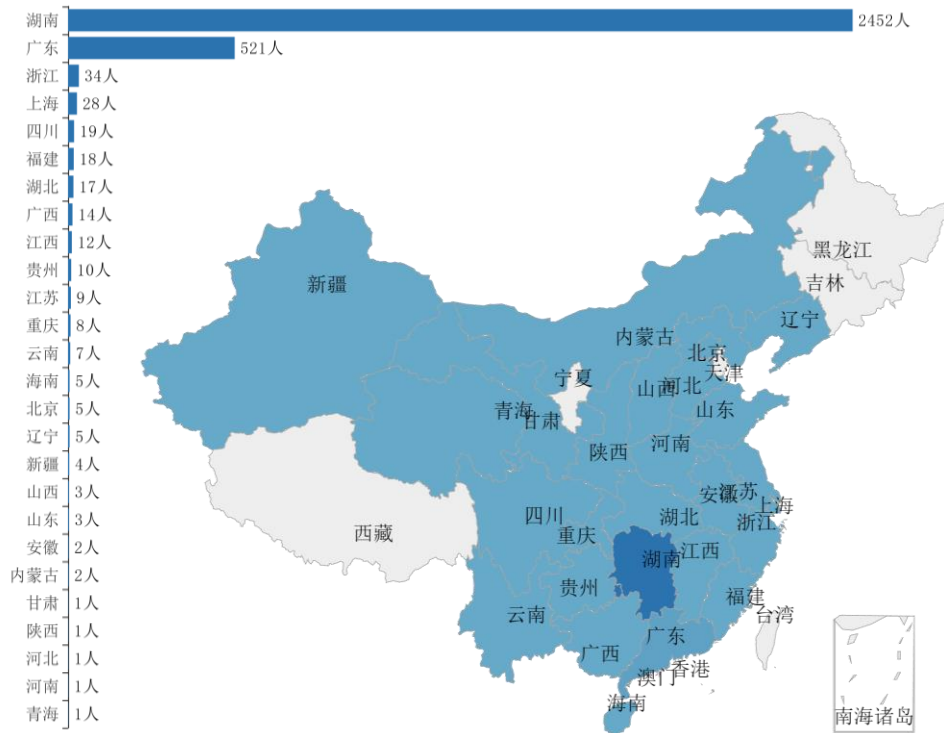 湖南 2452人
广东 521人
浙江 34人
上海 28人
四川 19人
福建 18人
湖北 17人
广西 14人
江西 12人
贵州 10人
江苏 9人
重庆 8人
云南 7人
海南 5人
北京 5人
辽宁 5人
新疆 4人
山西 3人
山东 3人
安徽 2人
内蒙古 2人
甘肃 1人
陕西 1人
河北 1人
河南 1人
青海 1人
黑龙江
吉林
新疆
辽宁
内蒙古
北京
天津
宁夏
山西
河北
青海
甘肃
山东
陕西
河南
安徽
江苏
上海
四川
湖北
浙江
西藏
重庆
湖南
江西
贵州
福建
云南
台湾
广东
广西
香港
澳门
海南
南海诸岛